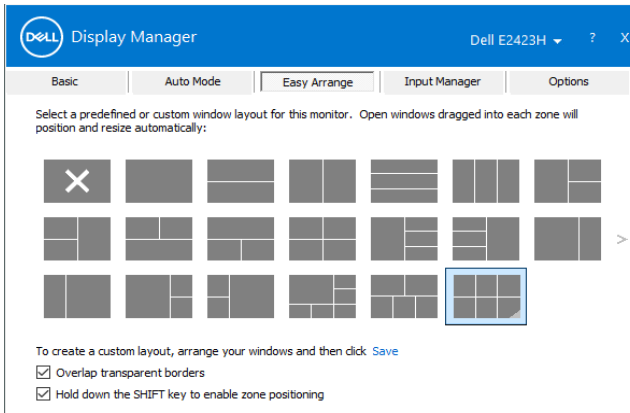 DELL Display Manager
Dell E2423H ? X
Basic Auto Mode Easy Arrange Input Manager Options
Select a predefined or custom window layout for this monitor. Open windows dragged into each zone will
position and resize automatically:
>
To create a custom layout, arrange your windows and then click Save
Overlap transparent borders
Hold down the SHIFT key to enable zone positioning